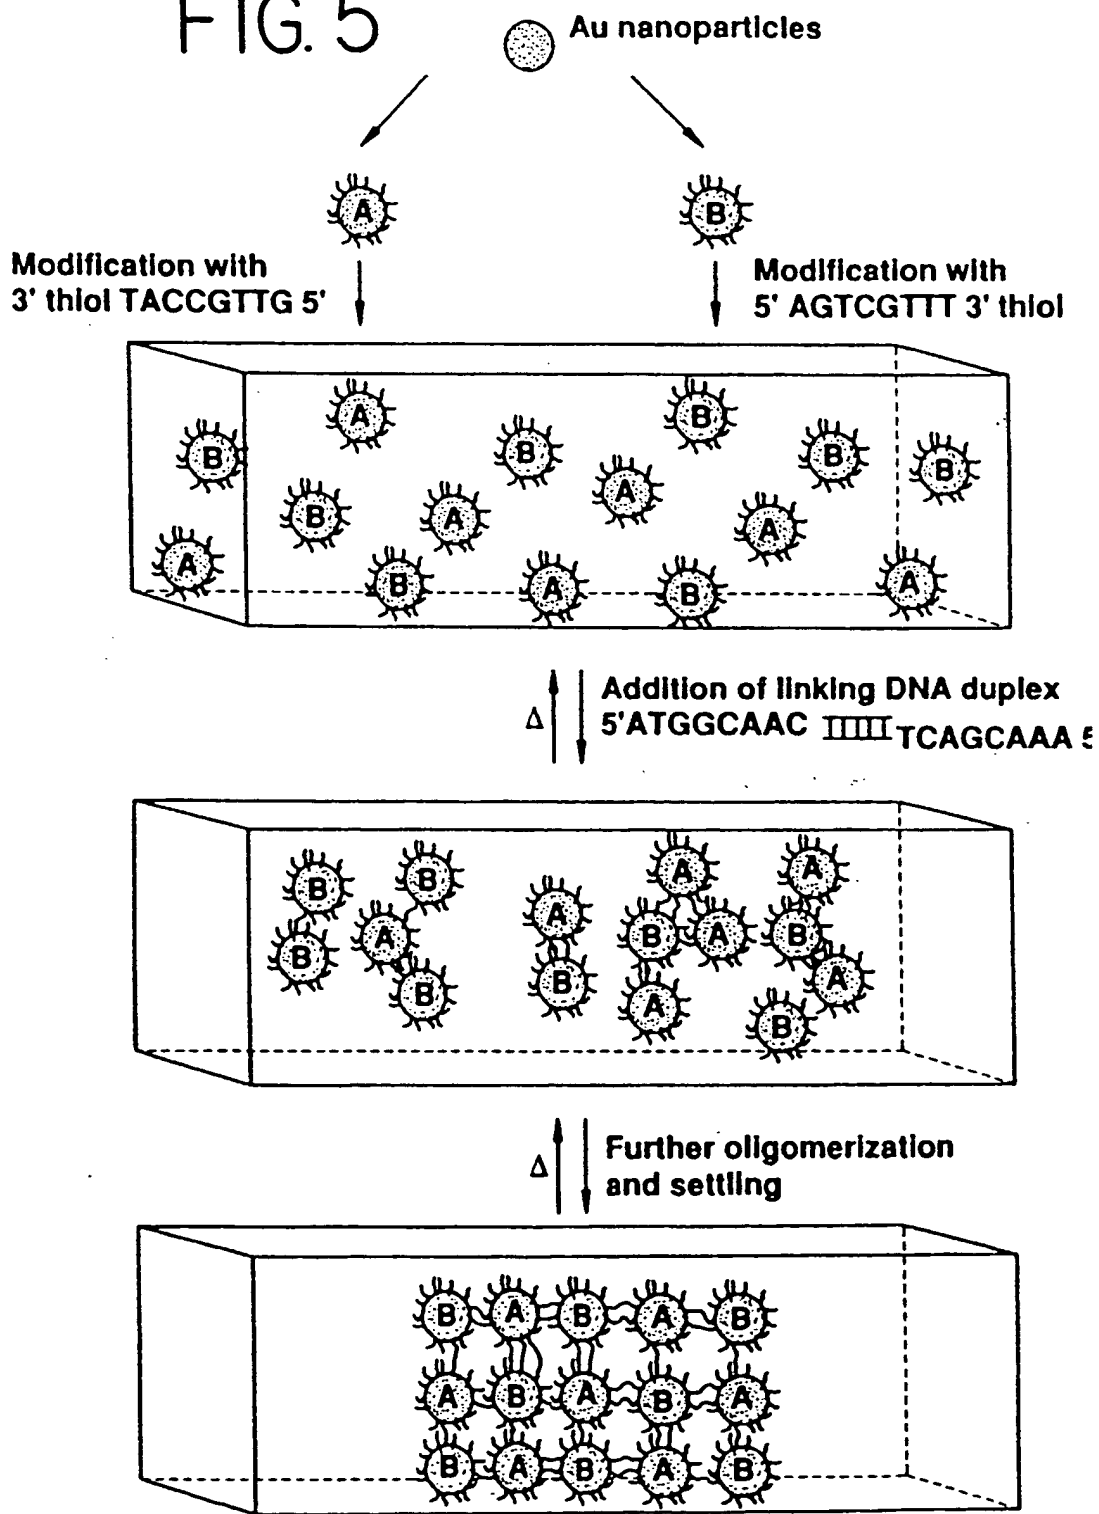 FIG. 5
Au nanoparticles
A
B
Modification with
3' thiol TACCGTTG 5'
Modification with
5' AGTCGTTT 3' thiol
A B
B B B B
B A A A
A B A B A
Δ
Addition of linking DNA duplex
5'ATGGCAAC TCAGCAAA 5
B B A A A
B A B B A B
B A A
B
Δ
Further oligomerization
and settling
B A B A B
A B A B A
B A B A B